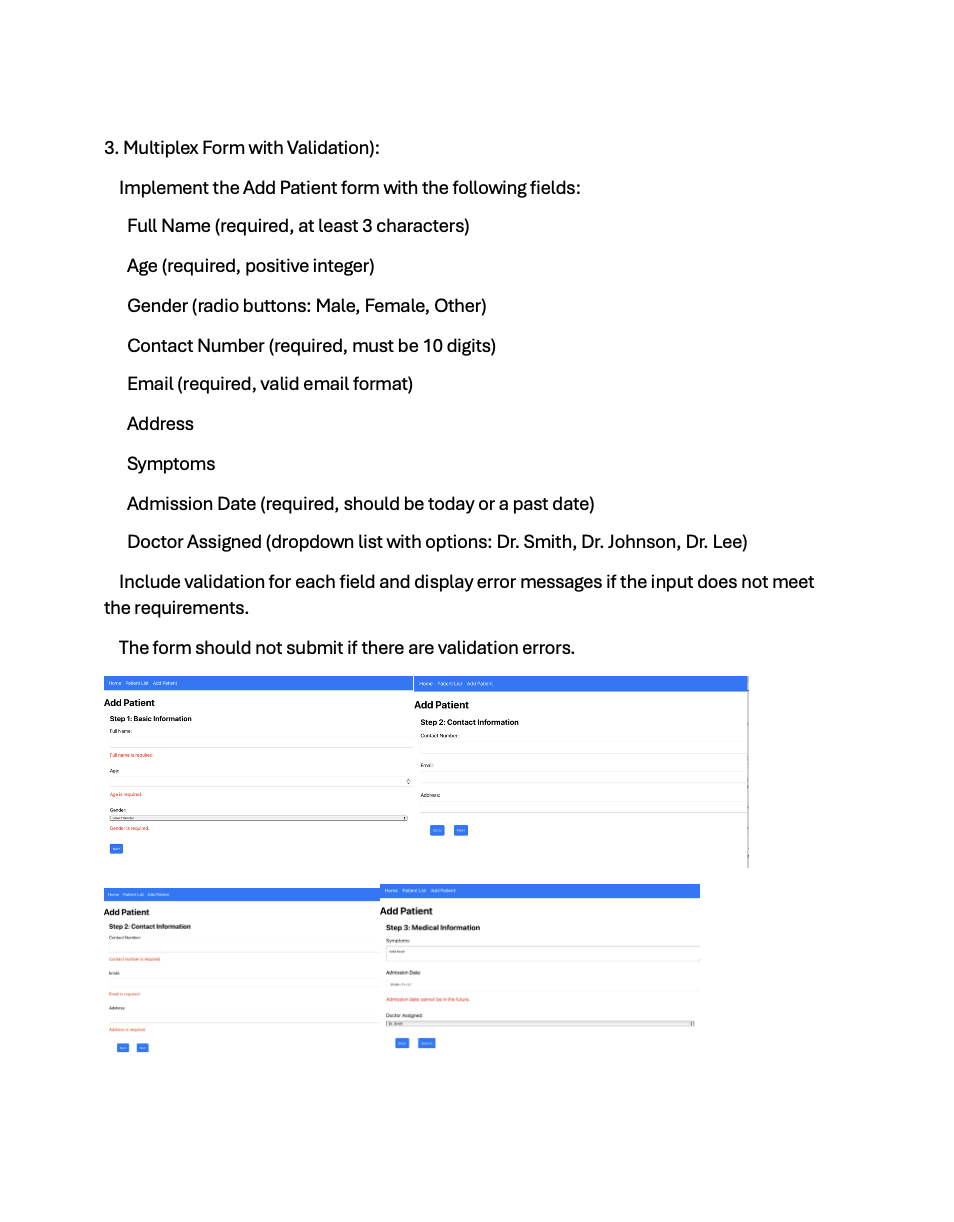 3. Multiplex Form with Validation):
Implement the Add Patient form with the following fields:
Full Name (required, at least 3 characters)
Age (required, positive integer)
Gender (radio buttons: Male, Female, Other)
Contact Number (required, must be 10 digits)
Email (required, valid email format)
Address
Symptoms
Admission Date (required, should be today or a past date)
Doctor Assigned (dropdown list with options: Dr. Smith, Dr. Johnson, Dr. Lee)
Include validation for each field and display error messages if the input does not meet
the requirements.
The form should not submit if there are validation errors.
Home Patient List Add Patient
Add Patient
Step 1: Basic Information
Full Name:
Full name is required.
Age:
Age is required.
Gender:
Gender is required.
Next
Home Patient List Add Patient
Add Patient
Step 2: Contact Information
Contact Number:
Email:
Address:
Back Next
Home Patient List Add Patient
Add Patient
Step 2: Contact Information
Contact Number:
Contact number is required.
Email:
Email is required.
Address:
Address is required.
Back Next
Home Patient List Add Patient
Add Patient
Step 3: Medical Information
Symptoms:
Admission Date:
Admission date cannot be in the future.
Doctor Assigned:
Dr. Smith
Back Submit